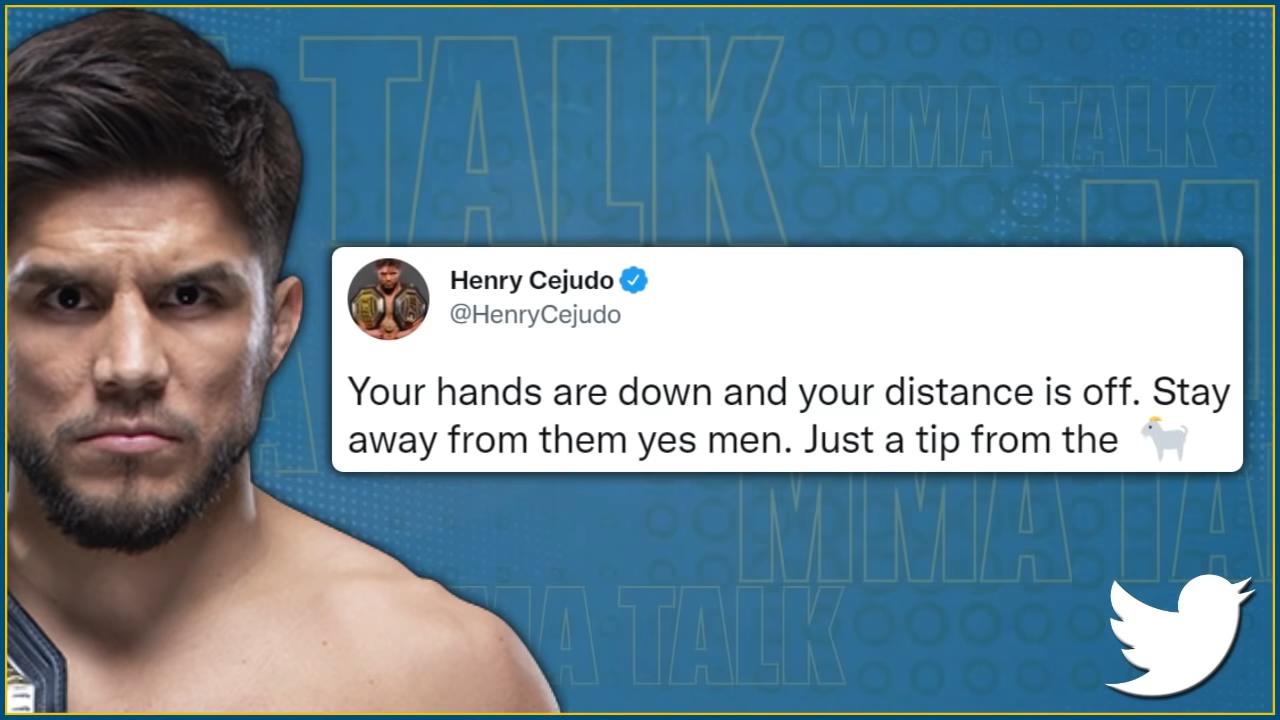 TALK
MMA TALK
Henry Cejudo
@HenryCejudo
Your hands are down and your distance is off. Stay
away from them yes men. Just a tip from the 🐐
MMA TA
MA TALK